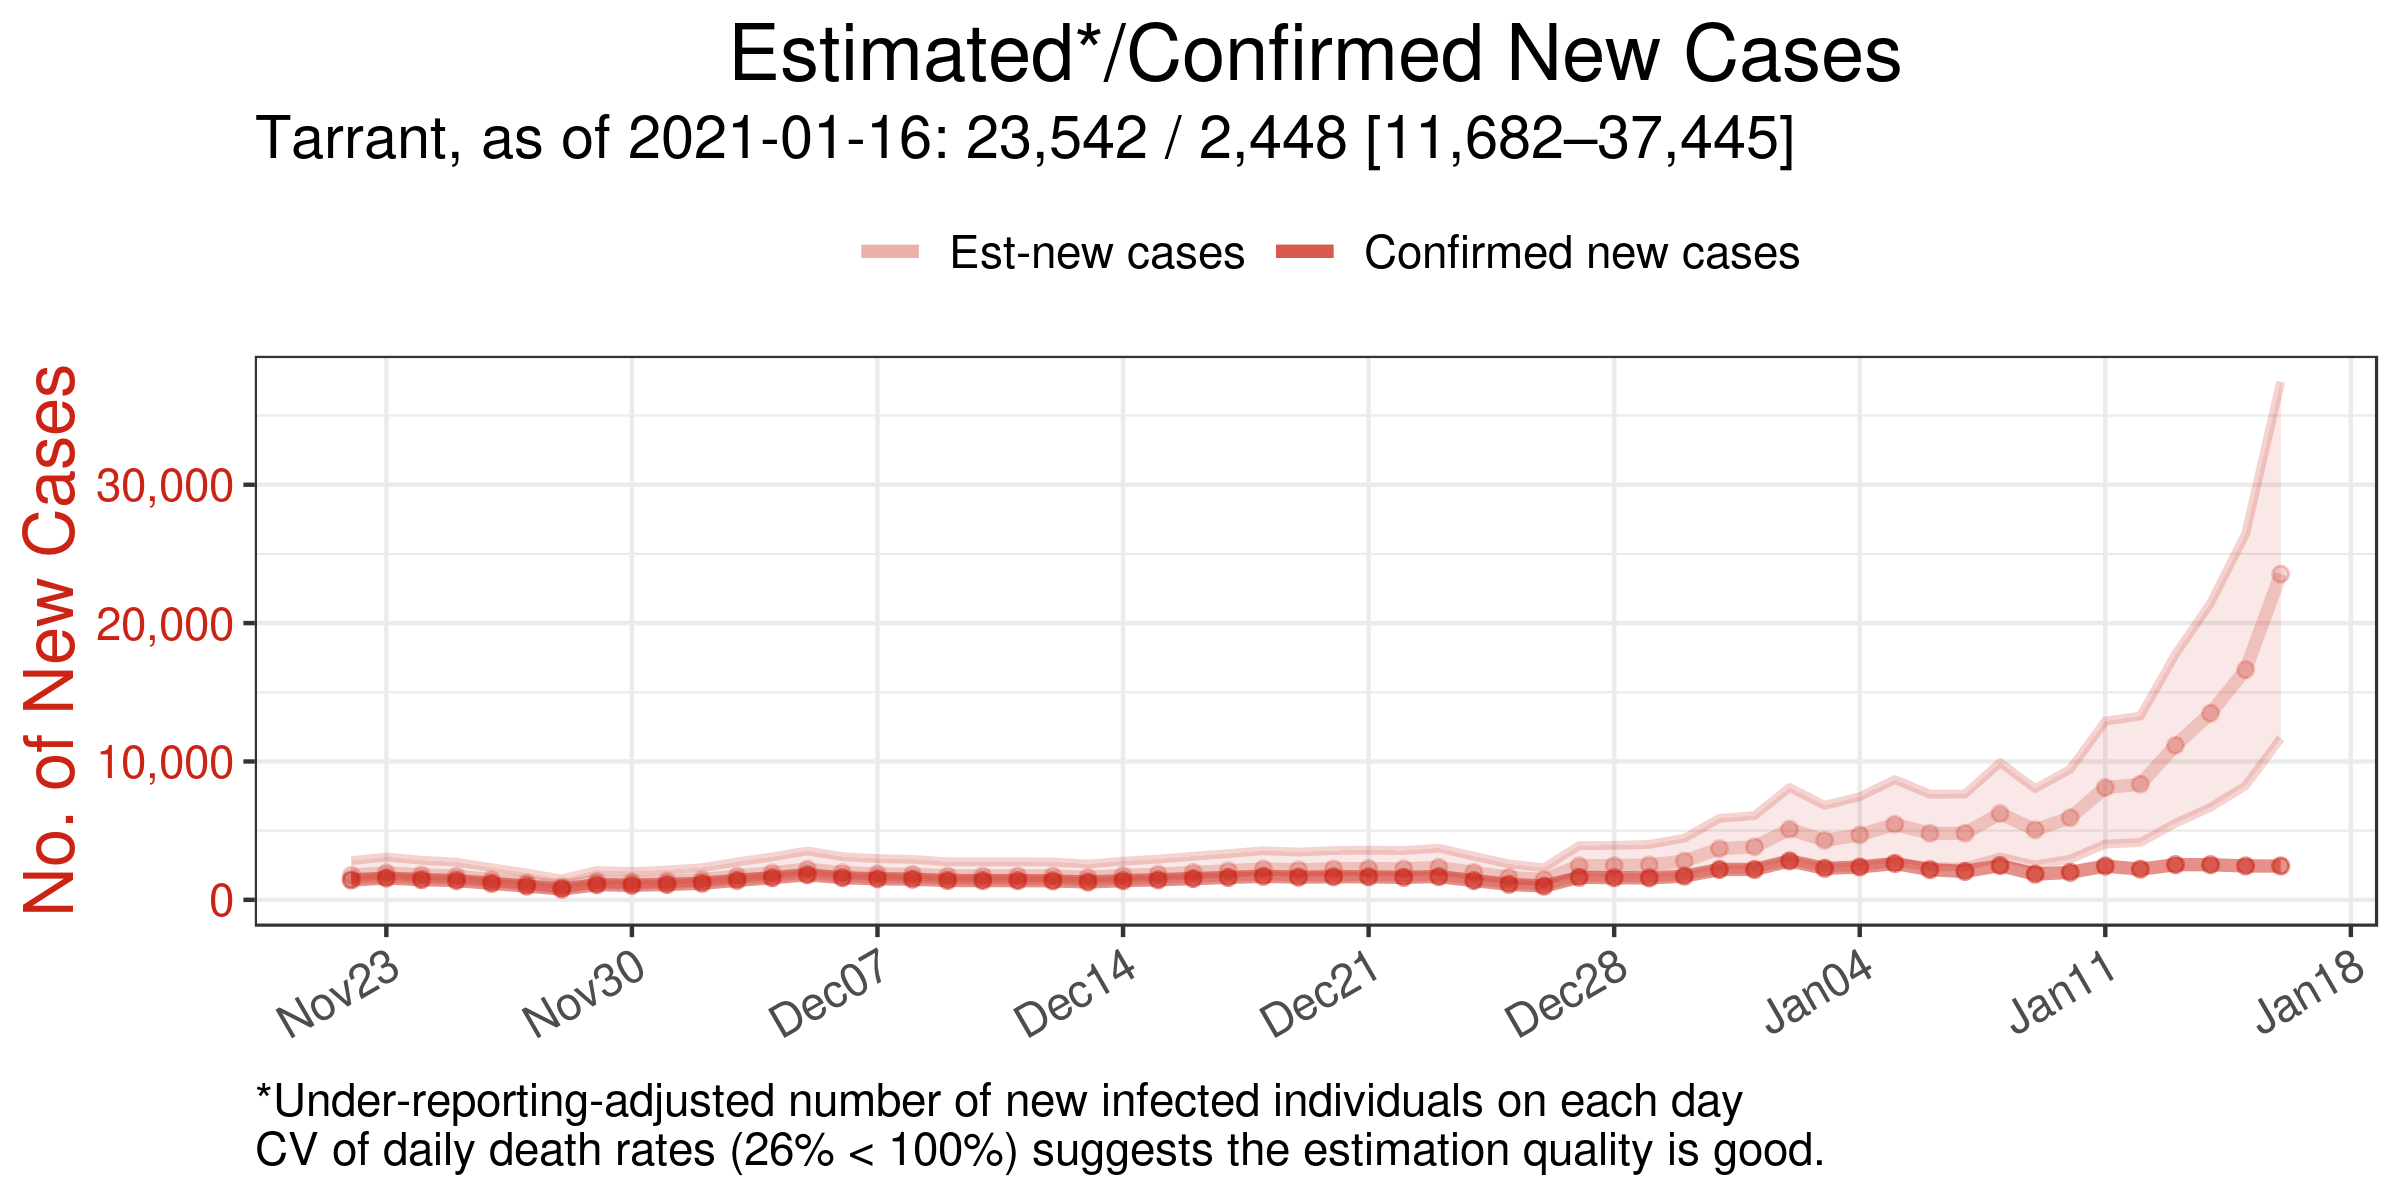 Estimated*/Confirmed New Cases
Tarrant, as of 2021-01-16: 23,542 / 2,448 [11,682–37,445]
Est-new cases
Confirmed new cases
No. of New Cases
30,000
20,000
10,000
0
Nov23
Nov30
Dec07
Dec14
Dec21
Dec28
Jan04
Jan11
Jan18
*Under-reporting-adjusted number of new infected individuals on each day
CV of daily death rates (26% < 100%) suggests the estimation quality is good.